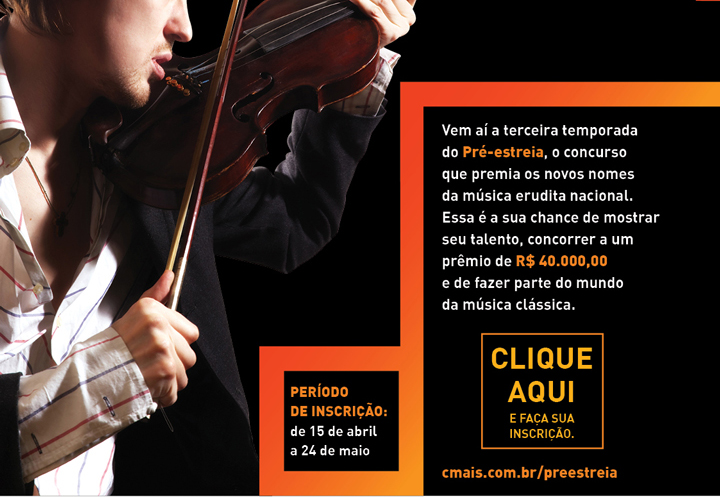 Vem aí a terceira temporada
do Pré-estreia, o concurso
que premia os novos nomes
da música erudita nacional.
Essa é a sua chance de mostrar
seu talento, concorrer a um
prêmio de R$ 40.000,00
e de fazer parte do mundo
da música clássica.
CLIQUE
AQUI
E FAÇA SUA
INSCRIÇÃO.
PERÍODO
DE INSCRIÇÃO:
de 15 de abril
a 24 de maio
cmais.com.br/preestreia